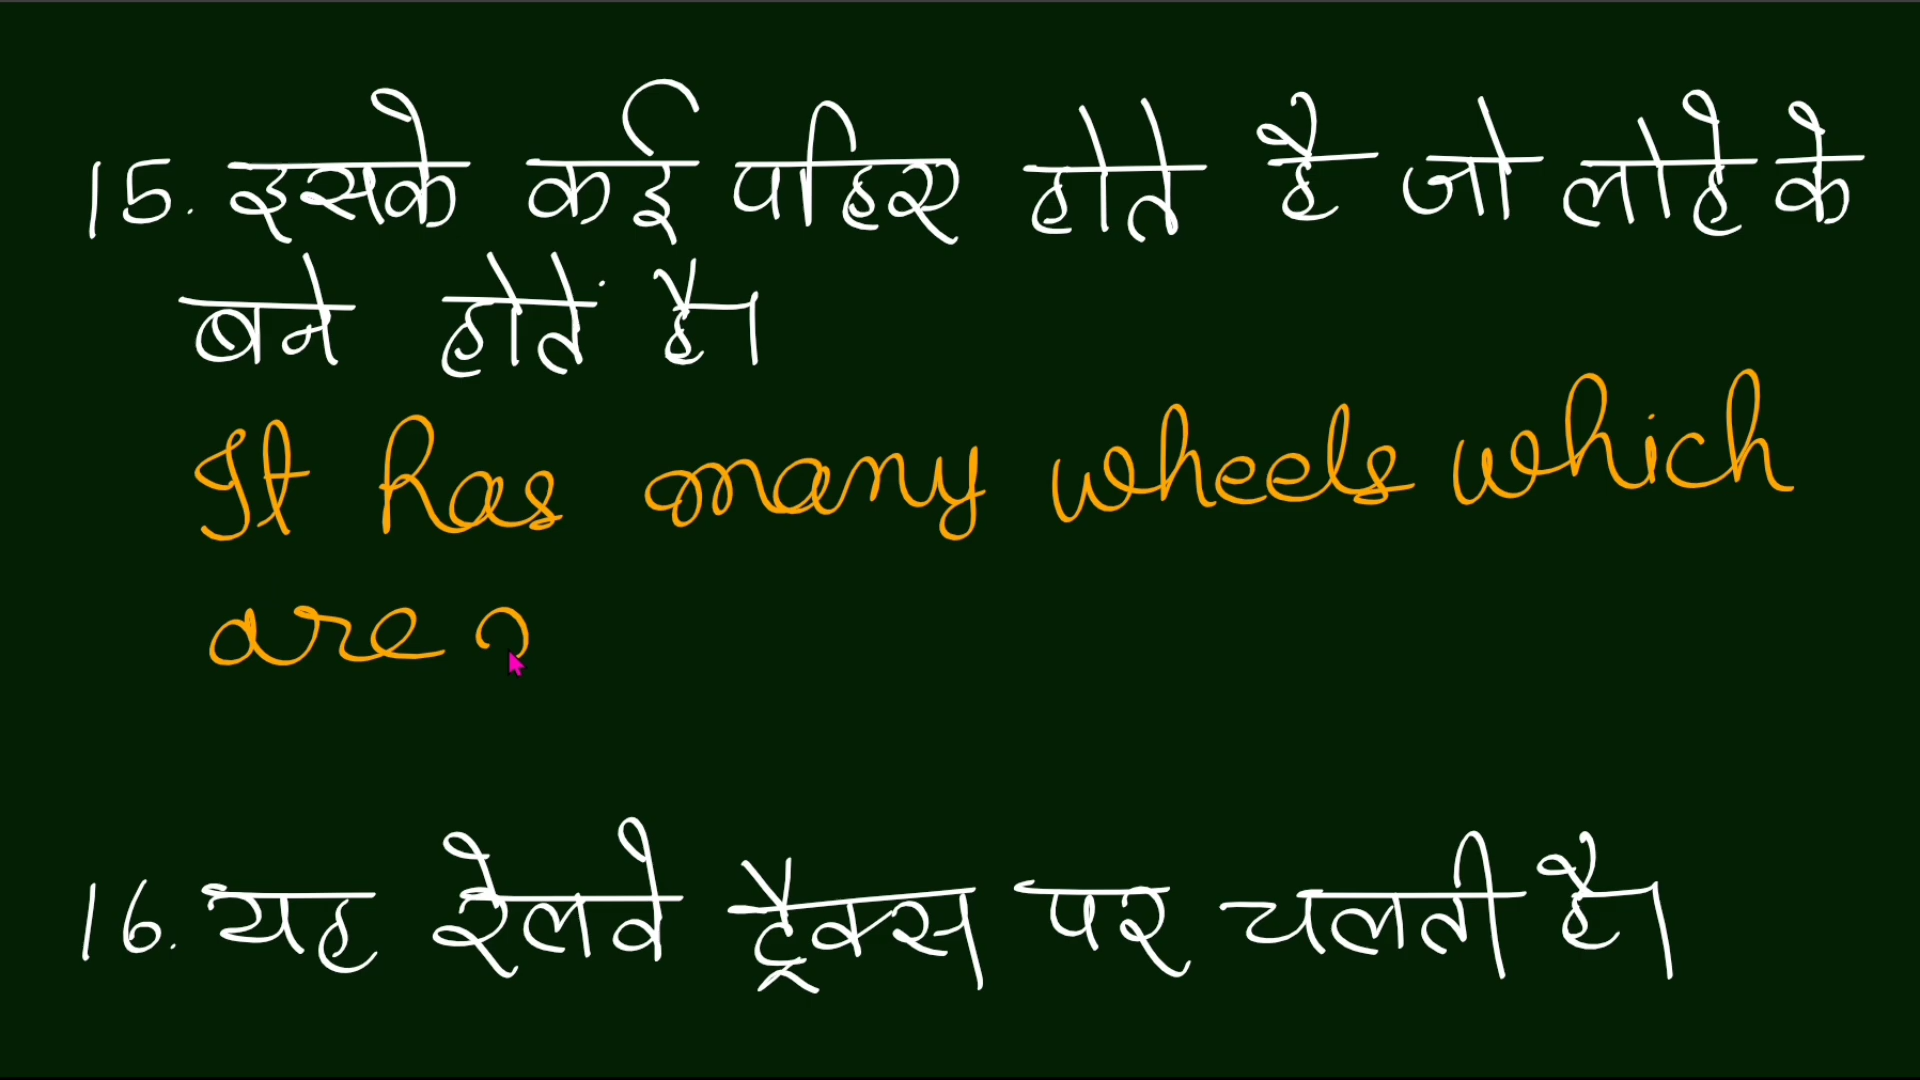 15. इसके कई पहिए होते है जो लोहे के
बने होतें है।
It has many wheels which
are
16. यह रेलवे ट्रैक्स पर चलती है।